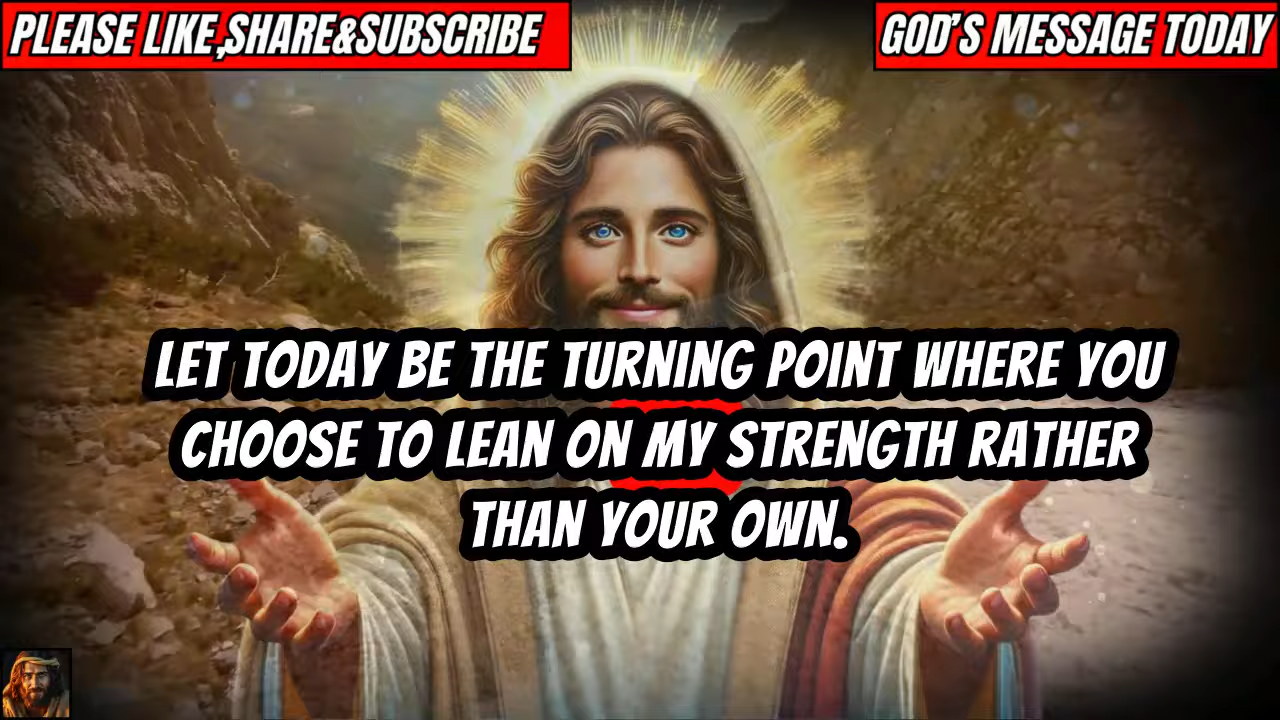 PLEASE LIKE,SHARE&SUBSCRIBE
GOD'S MESSAGE TODAY
LET TODAY BE THE TURNING POINT WHERE YOU
CHOOSE TO LEAN ON MY STRENGTH RATHER
THAN YOUR OWN.